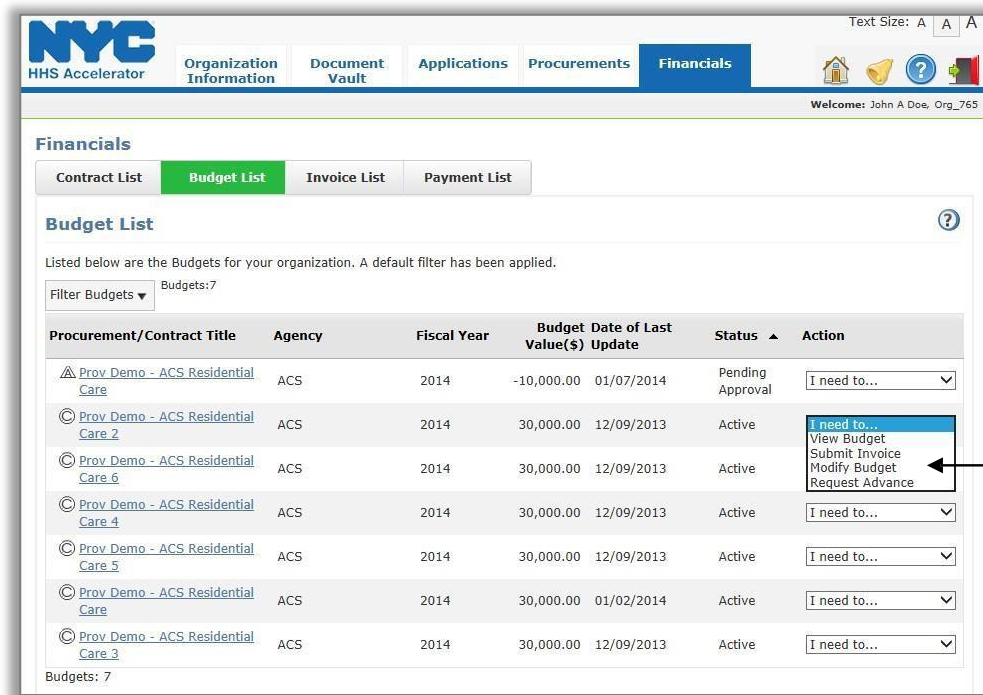 Text Size: A A A
NYC
HHS Accelerator
Organization Information
Document Vault
Applications
Procurements
Financials
?
Welcome: John A Doe, Org_765
Financials
Contract List Budget List Invoice List Payment List
Budget List
?
Listed below are the Budgets for your organization. A default filter has been applied.
Filter Budgets ▼ Budgets:7
Procurement/Contract Title Agency Fiscal Year Budget Value($) Date of Last Update Status ▲ Action
A Prov Demo - ACS Residential Care ACS 2014 -10,000.00 01/07/2014 Pending Approval I need to...
C Prov Demo - ACS Residential Care 2 ACS 2014 30,000.00 12/09/2013 Active I need to...
View Budget
Submit Invoice
Modify Budget
Request Advance
C Prov Demo - ACS Residential Care 6 ACS 2014 30,000.00 12/09/2013 Active
C Prov Demo - ACS Residential Care 4 ACS 2014 30,000.00 12/09/2013 Active I need to...
C Prov Demo - ACS Residential Care 5 ACS 2014 30,000.00 12/09/2013 Active I need to...
C Prov Demo - ACS Residential Care ACS 2014 30,000.00 01/02/2014 Active I need to...
C Prov Demo - ACS Residential Care 3 ACS 2014 30,000.00 12/09/2013 Active I need to...
Budgets: 7